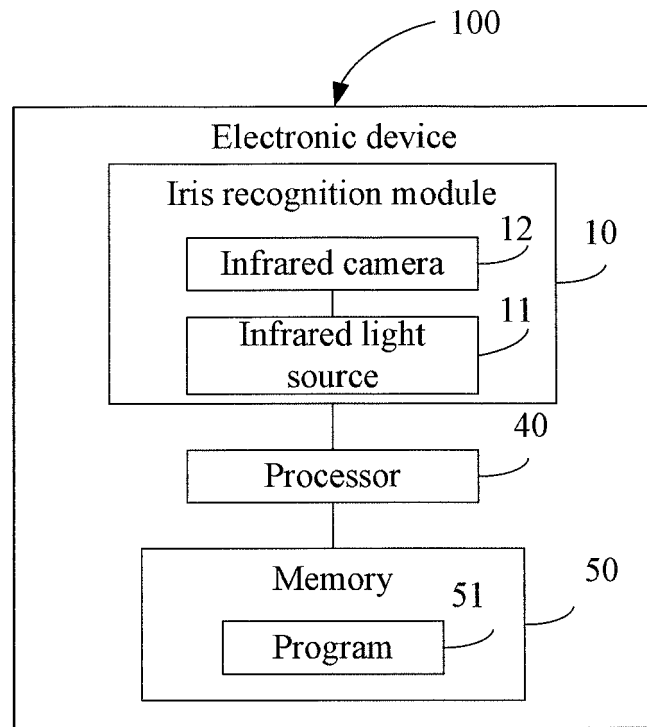 100
Electronic device
Iris recognition module
12
10
Infrared camera
11
Infrared light
source
40
Processor
Memory
50
51
Program